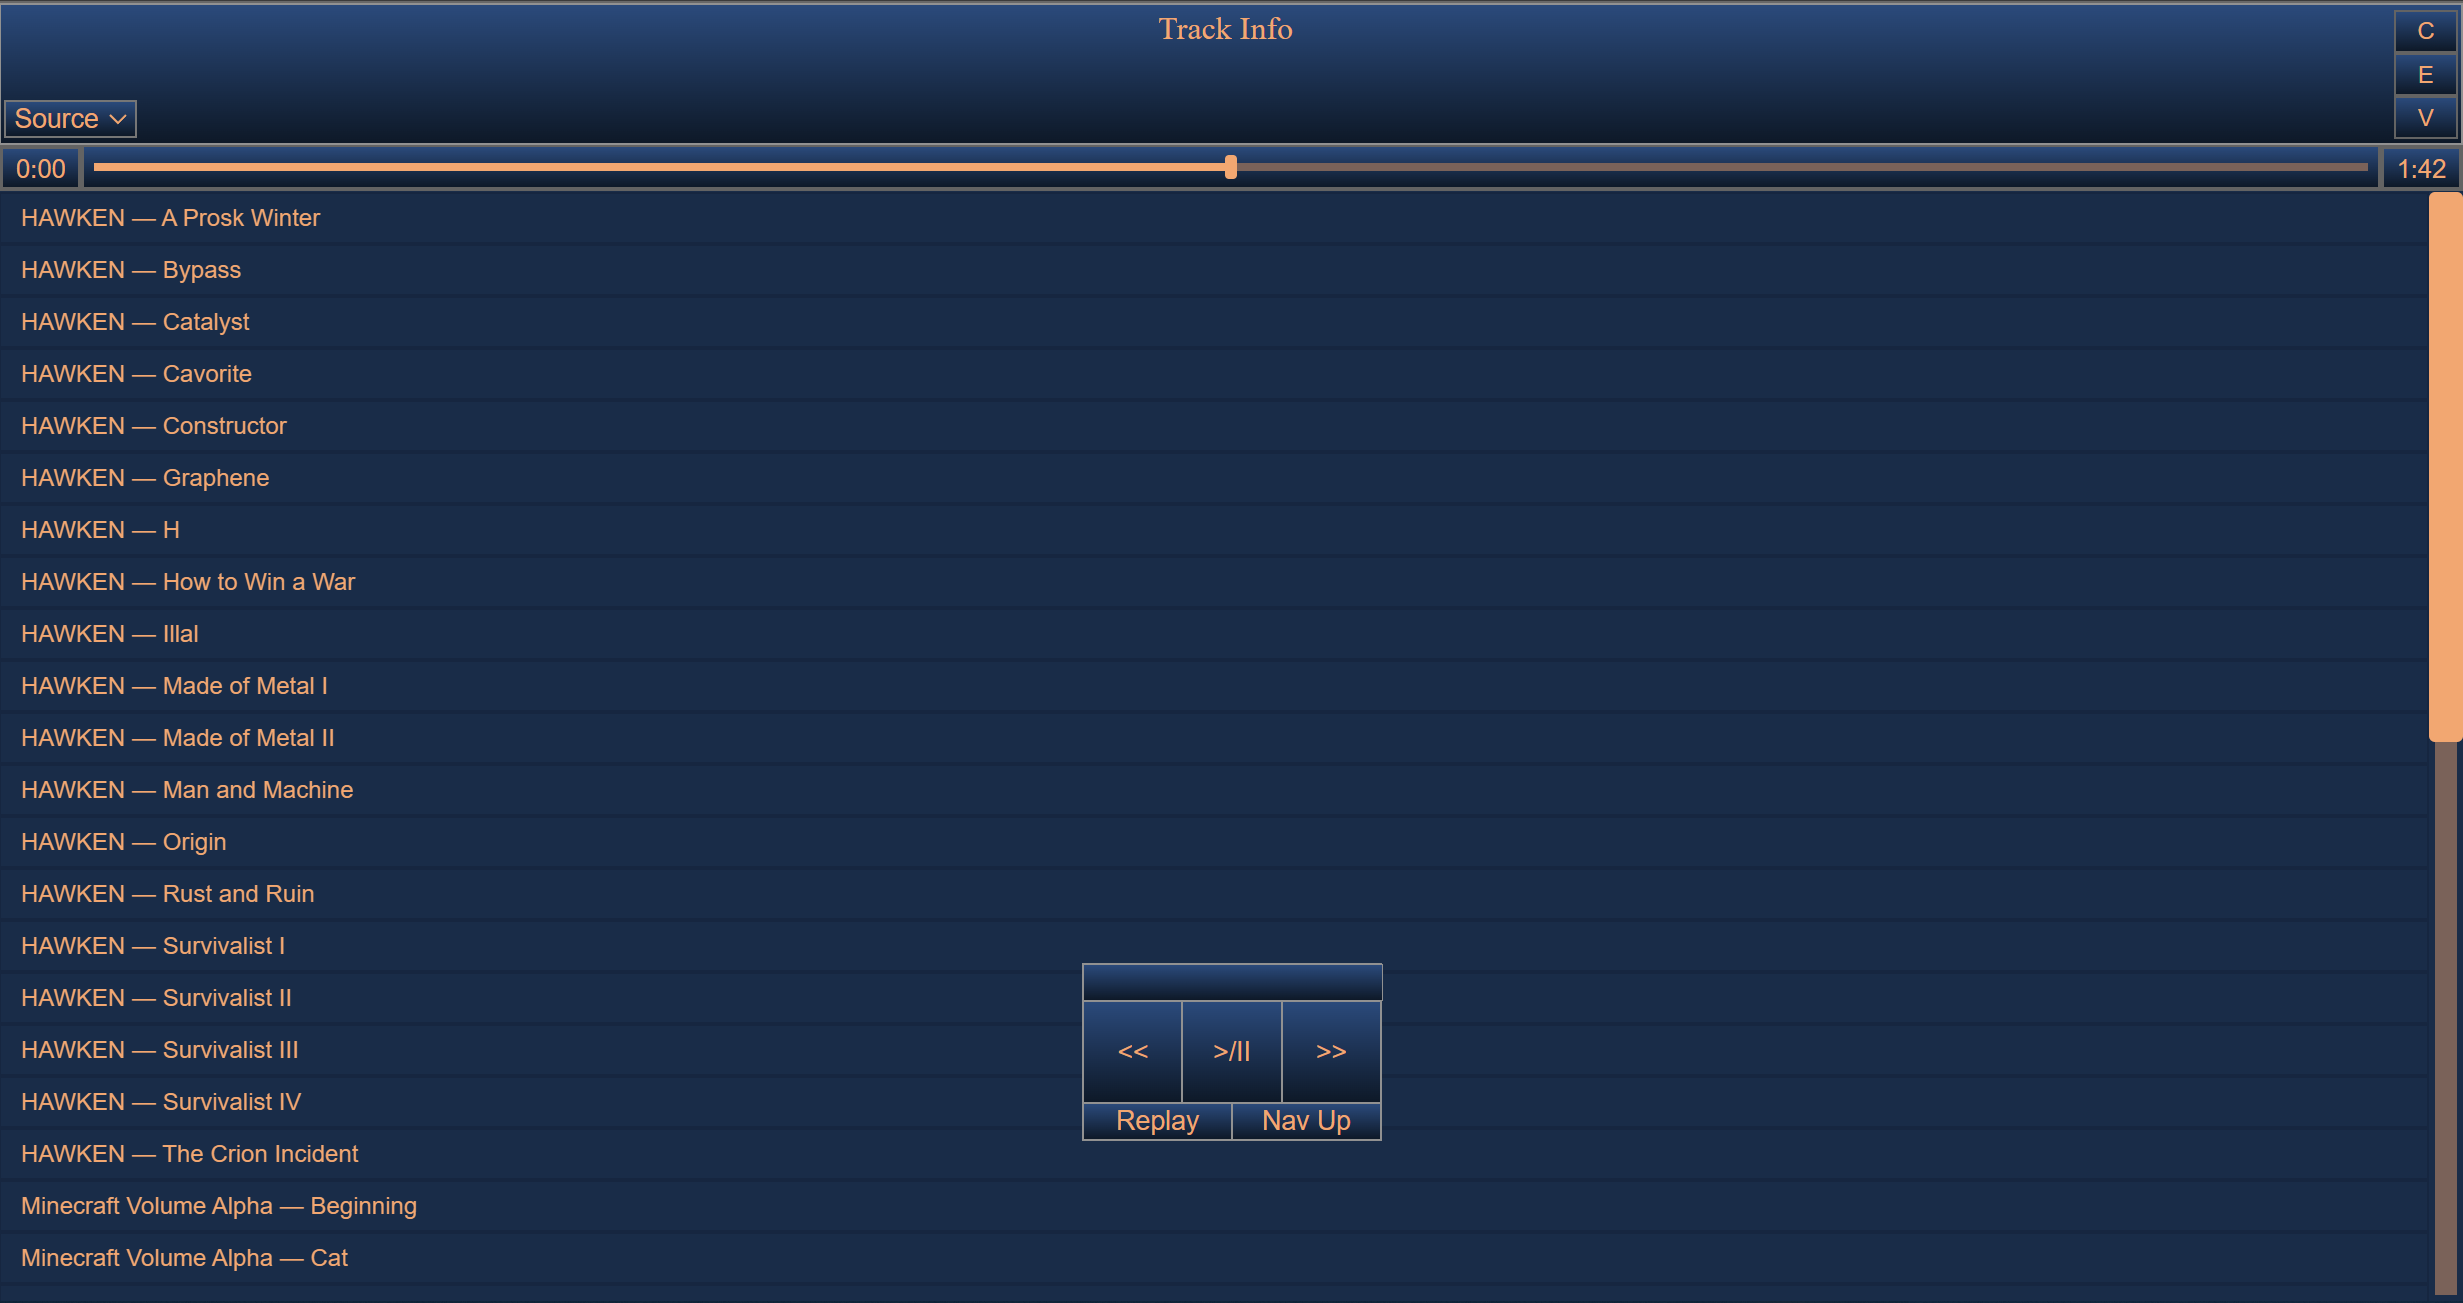 Track Info
C
E
V
Source
0:00
1:42
HAWKEN — A Prosk Winter
HAWKEN — Bypass
HAWKEN — Catalyst
HAWKEN — Cavorite
HAWKEN — Constructor
HAWKEN — Graphene
HAWKEN — H
HAWKEN — How to Win a War
HAWKEN — Illal
HAWKEN — Made of Metal I
HAWKEN — Made of Metal II
HAWKEN — Man and Machine
HAWKEN — Origin
HAWKEN — Rust and Ruin
HAWKEN — Survivalist I
HAWKEN — Survivalist II
HAWKEN — Survivalist III
HAWKEN — Survivalist IV
HAWKEN — The Crion Incident
Minecraft Volume Alpha — Beginning
Minecraft Volume Alpha — Cat
<< >/II >>
Replay Nav Up